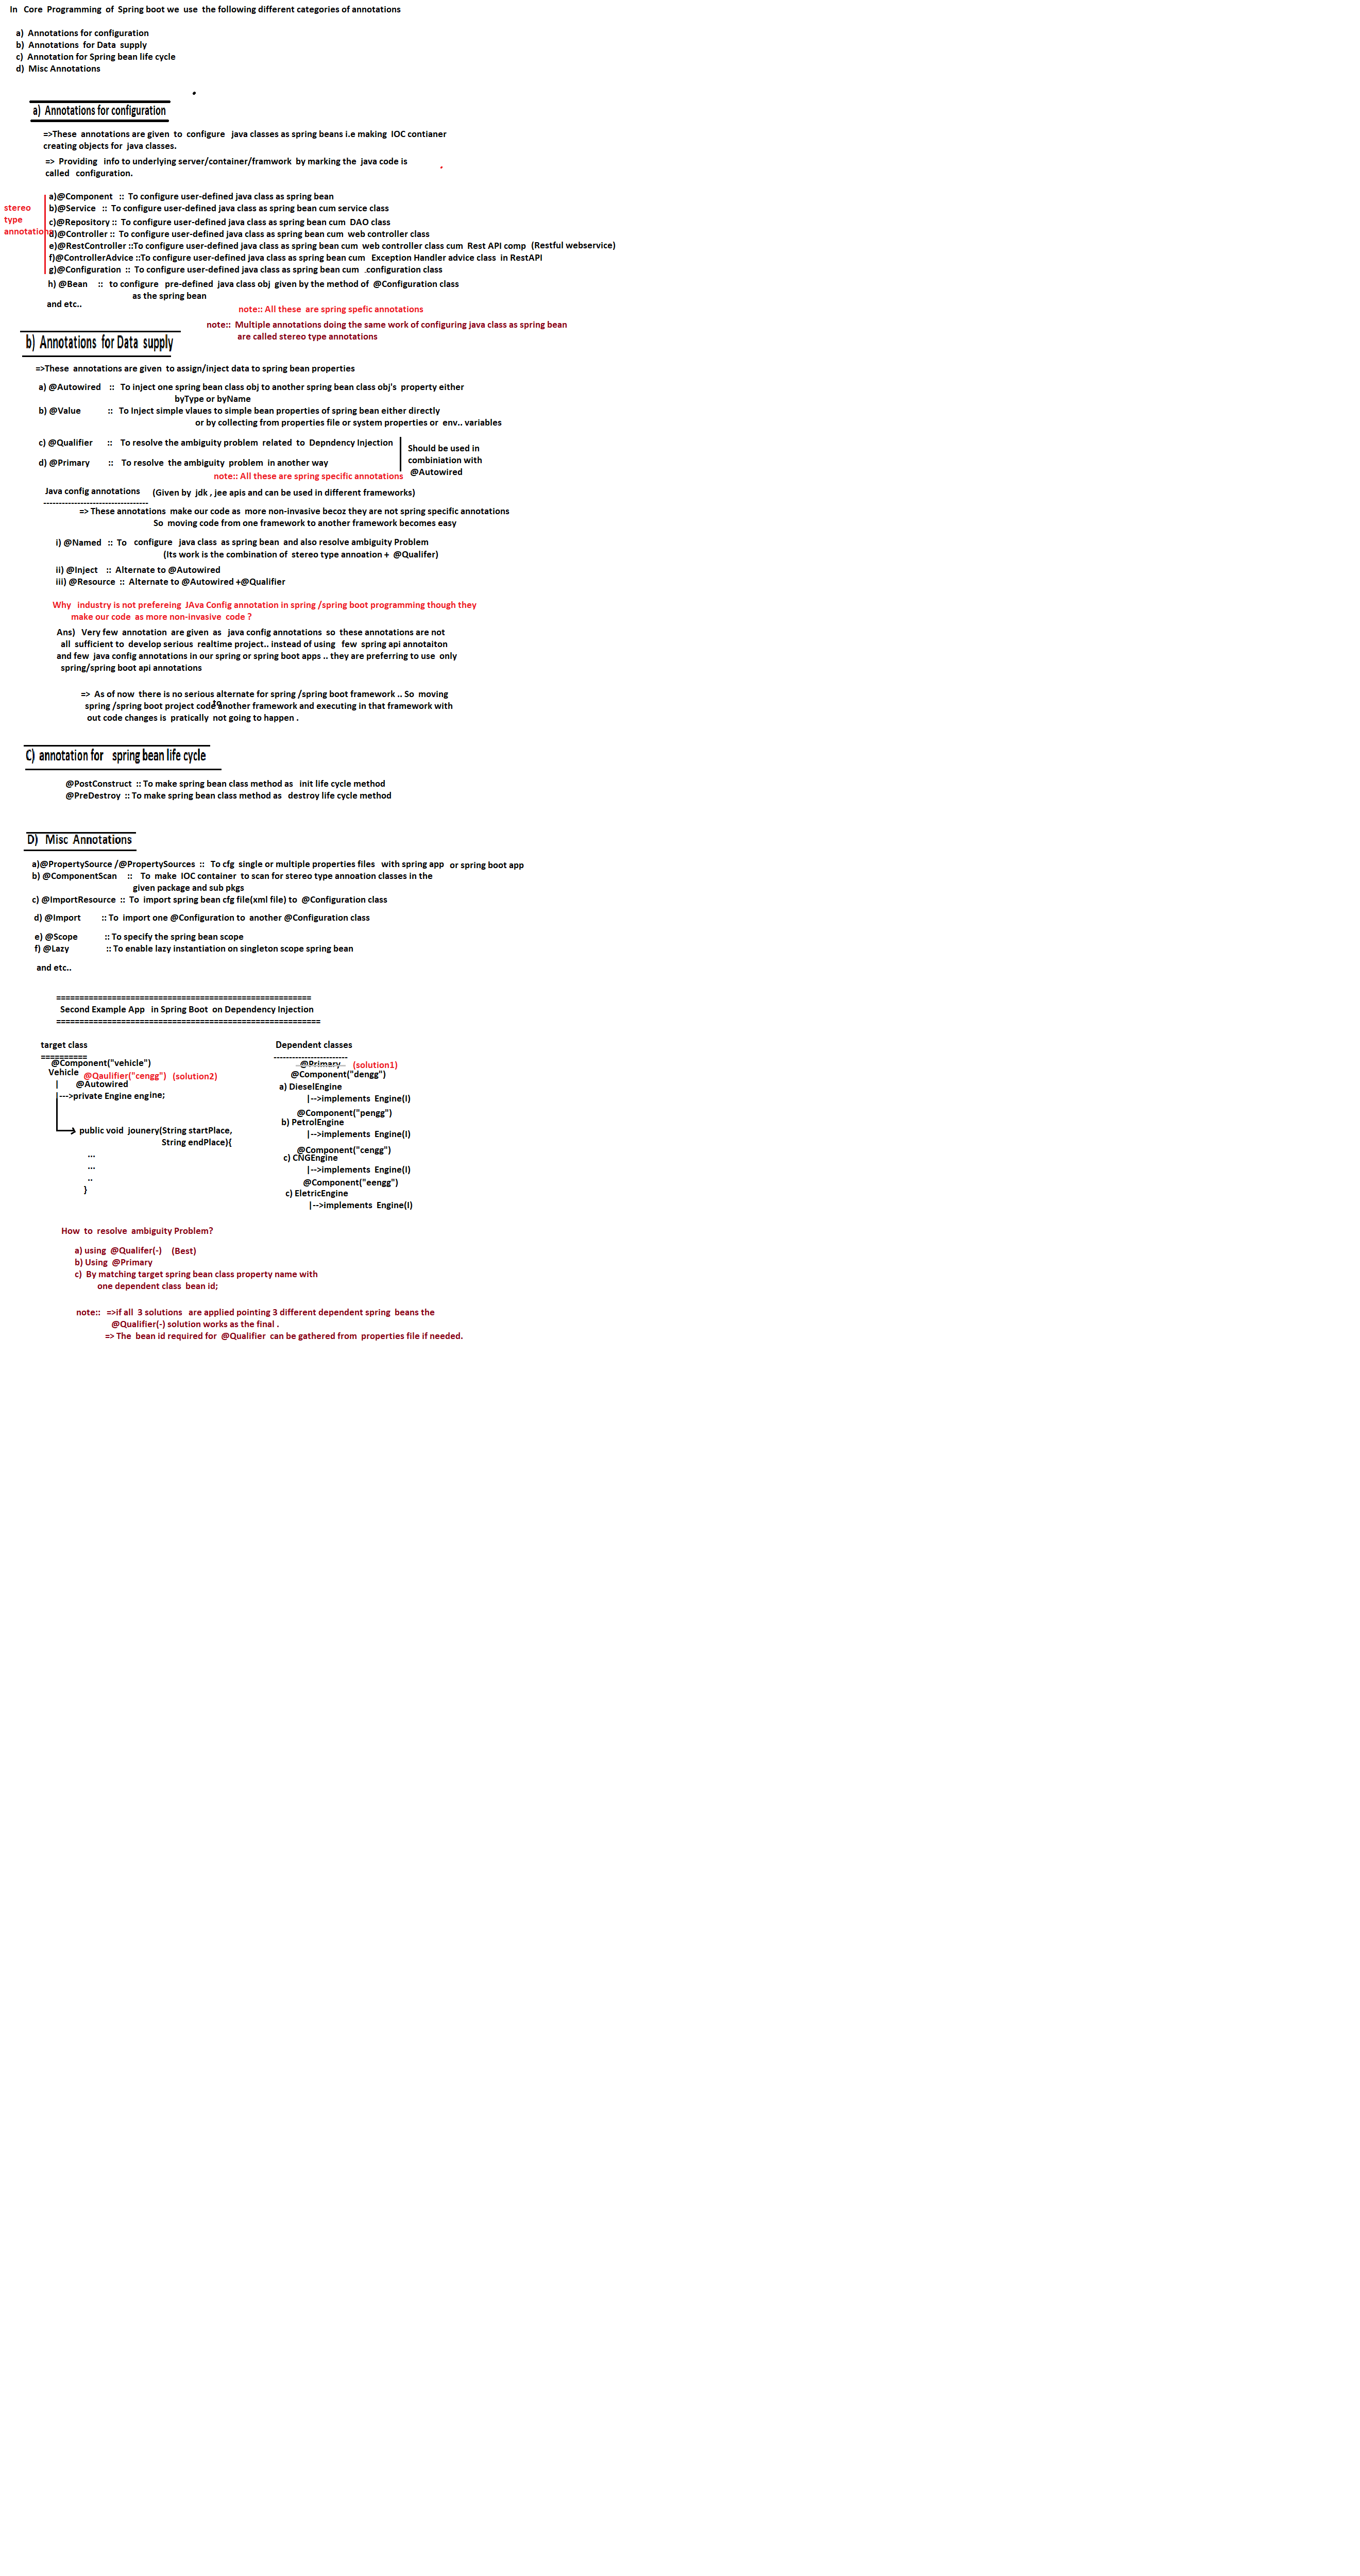 In Core Programming of Spring boot we use the following different categories of annotations
a) Annotations for configuration
b) Annotations for Data supply
c) Annotation for Spring bean life cycle
d) Misc Annotations
a) Annotations for configuration
=>These annotations are given to configure java classes as spring beans i.e making IOC contianer
creating objects for java classes.
=> Providing info to underlying server/container/framwork by marking the java code is
called configuration.
stereo
type
annotations
a)@Component :: To configure user-defined java class as spring bean
b)@Service :: To configure user-defined java class as spring bean cum service class
c)@Repository :: To configure user-defined java class as spring bean cum DAO class
d)@Controller :: To configure user-defined java class as spring bean cum web controller class
e)@RestController ::To configure user-defined java class as spring bean cum web controller class cum Rest API comp (Restful webservice)
f)@ControllerAdvice ::To configure user-defined java class as spring bean cum Exception Handler advice class in RestAPI
g)@Configuration :: To configure user-defined java class as spring bean cum configuration class
h) @Bean :: to configure pre-defined java class obj given by the method of @Configuration class
as the spring bean
and etc..
note:: All these are spring spefic annotations
note:: Multiple annotations doing the same work of configuring java class as spring bean
are called stereo type annotations
b) Annotations for Data supply
=>These annotations are given to assign/inject data to spring bean properties
a) @Autowired :: To inject one spring bean class obj to another spring bean class obj's property either
byType or byName
b) @Value :: To Inject simple vlaues to simple bean properties of spring bean either directly
or by collecting from properties file or system properties or env.. variables
c) @Qualifier :: To resolve the ambiguity problem related to Depndency Injection
d) @Primary :: To resolve the ambiguity problem in another way
Should be used in
combiniation with
@Autowired
note:: All these are spring specific annotations
Java config annotations (Given by jdk , jee apis and can be used in different frameworks)
----------------------------------
=> These annotations make our code as more non-invasive becoz they are not spring specific annotations
So moving code from one framework to another framework becomes easy
i) @Named :: To configure java class as spring bean and also resolve ambiguity Problem
(Its work is the combination of stereo type annoation + @Qualifer)
ii) @Inject :: Alternate to @Autowired
iii) @Resource :: Alternate to @Autowired +@Qualifier
Why industry is not prefereing JAva Config annotation in spring /spring boot programming though they
make our code as more non-invasive code ?
Ans) Very few annotation are given as java config annotations so these annotations are not
all sufficient to develop serious realtime project.. instead of using few spring api annotaiton
and few java config annotations in our spring or spring boot apps .. they are preferring to use only
spring/spring boot api annotations
=> As of now there is no serious alternate for spring /spring boot framework .. So moving
spring /spring boot project code to another framework and executing in that framework with
out code changes is pratically not going to happen .
C) annotation for spring bean life cycle
@PostConstruct :: To make spring bean class method as init life cycle method
@PreDestroy :: To make spring bean class method as destroy life cycle method
D) Misc Annotations
a)@PropertySource /@PropertySources :: To cfg single or multiple properties files with spring app or spring boot app
b) @ComponentScan :: To make IOC container to scan for stereo type annoation classes in the
given package and sub pkgs
c) @ImportResource :: To import spring bean cfg file(xml file) to @Configuration class
d) @Import :: To import one @Configuration to another @Configuration class
e) @Scope :: To specify the spring bean scope
f) @Lazy :: To enable lazy instantiation on singleton scope spring bean
and etc..
=======================================================
Second Example App in Spring Boot on Dependency Injection
=========================================================
target class
==========
@Component("vehicle")
Vehicle
@Qaulifier("cengg") (solution2)
| @Autowired
|--->private Engine engine;
public void jounery(String startPlace,
String endPlace){
...
...
..
}
Dependent classes
------------------------
@Primary (solution1)
@Component("dengg")
a) DieselEngine
|-->implements Engine(I)
@Component("pengg")
b) PetrolEngine
|-->implements Engine(I)
@Component("cengg")
c) CNGEngine
|-->implements Engine(I)
@Component("eengg")
c) EletricEngine
|-->implements Engine(I)
How to resolve ambiguity Problem?
a) using @Qualifer(-) (Best)
b) Using @Primary
c) By matching target spring bean class property name with
one dependent class bean id;
note:: =>if all 3 solutions are applied pointing 3 different dependent spring beans the
@Qualifier(-) solution works as the final .
=> The bean id required for @Qualifier can be gathered from properties file if needed.